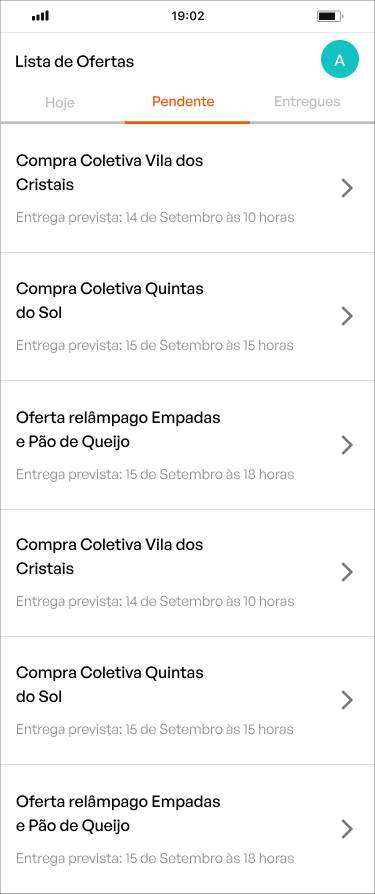 19:02
Lista de Ofertas
A
Hoje
Pendente
Entregues
Compra Coletiva Vila dos
Cristais
Entrega prevista: 14 de Setembro às 10 horas
Compra Coletiva Quintas
do Sol
Entrega prevista: 15 de Setembro às 15 horas
Oferta relâmpago Empadas
e Pão de Queijo
Entrega prevista: 15 de Setembro às 18 horas
Compra Coletiva Vila dos
Cristais
Entrega prevista: 14 de Setembro às 10 horas
Compra Coletiva Quintas
do Sol
Entrega prevista: 15 de Setembro às 15 horas
Oferta relâmpago Empadas
e Pão de Queijo
Entrega prevista: 15 de Setembro às 18 horas